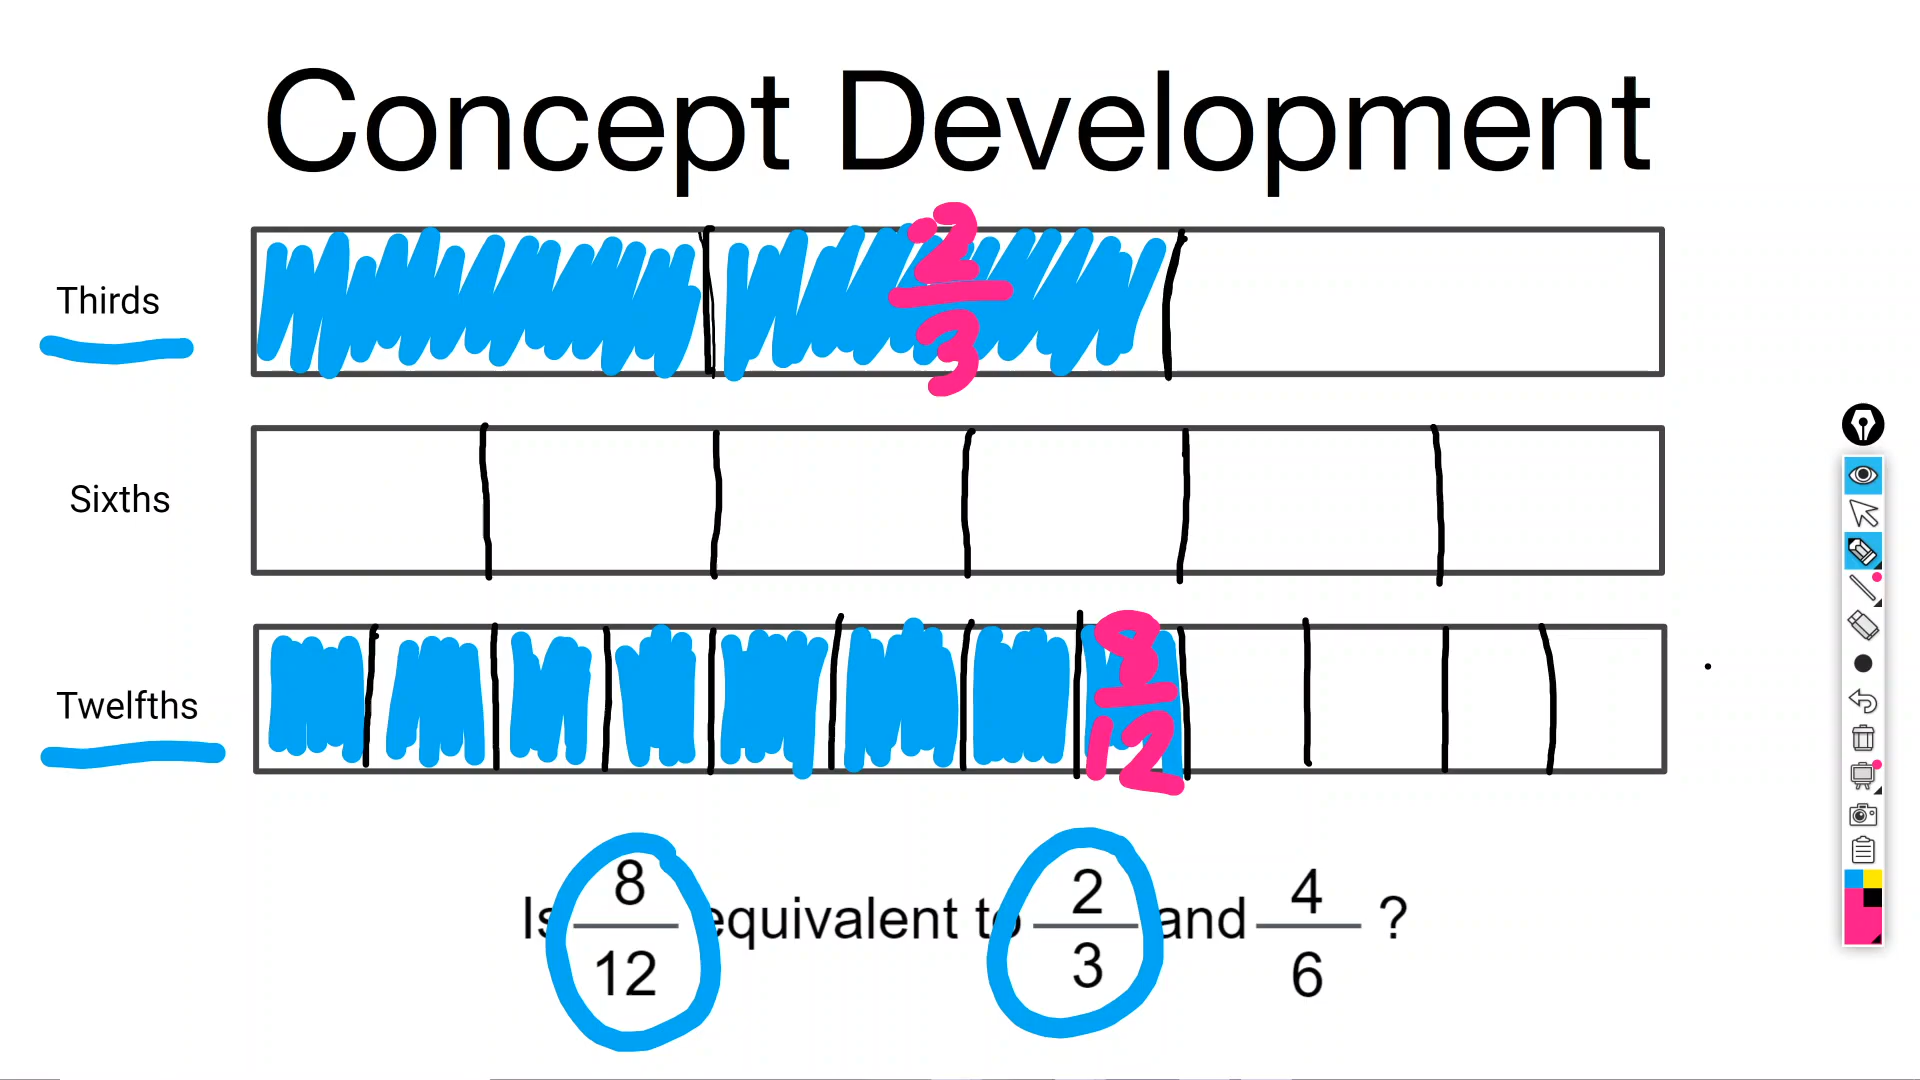 Concept Development
Thirds
2
3
Sixths
Twelfths
8
12
Is 8/12 equivalent to 2/3 and 4/6 ?